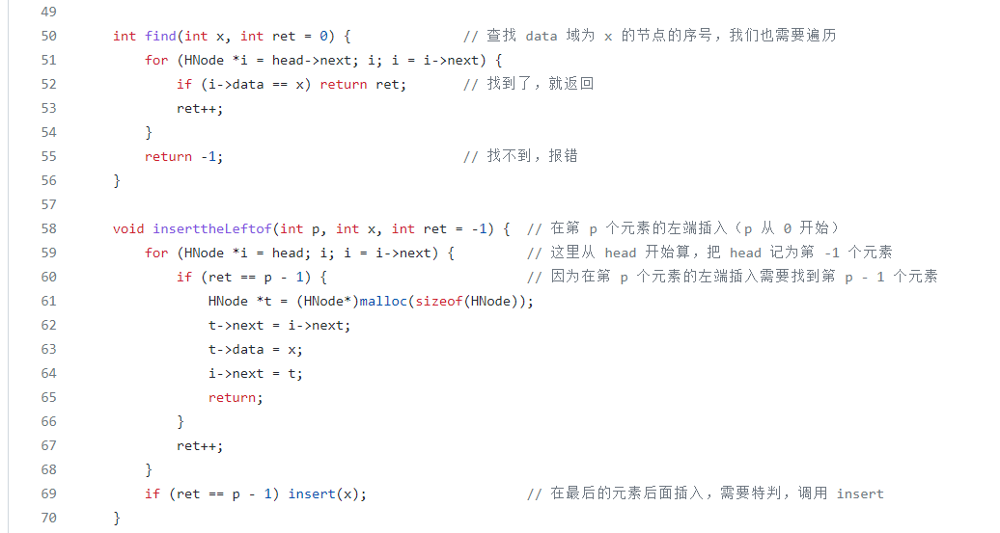 49
50 int find(int x, int ret = 0) { // 查找 data 域为 x 的节点的序号，我们也需要遍历
51 for (HNode *i = head->next; i; i = i->next) {
52 if (i->data == x) return ret; // 找到了，就返回
53 ret++;
54 }
55 return -1; // 找不到，报错
56 }
57
58 void inserttheLeftof(int p, int x, int ret = -1) { // 在第 p 个元素的左端插入（p 从 0 开始）
59 for (HNode *i = head; i; i = i->next) { // 这里从 head 开始算，把 head 记为第 -1 个元素
60 if (ret == p - 1) { // 因为在第 p 个元素的左端插入需要找到第 p - 1 个元素
61 HNode *t = (HNode*)malloc(sizeof(HNode));
62 t->next = i->next;
63 t->data = x;
64 i->next = t;
65 return;
66 }
67 ret++;
68 }
69 if (ret == p - 1) insert(x); // 在最后的元素后面插入，需要特判，调用 insert
70 }